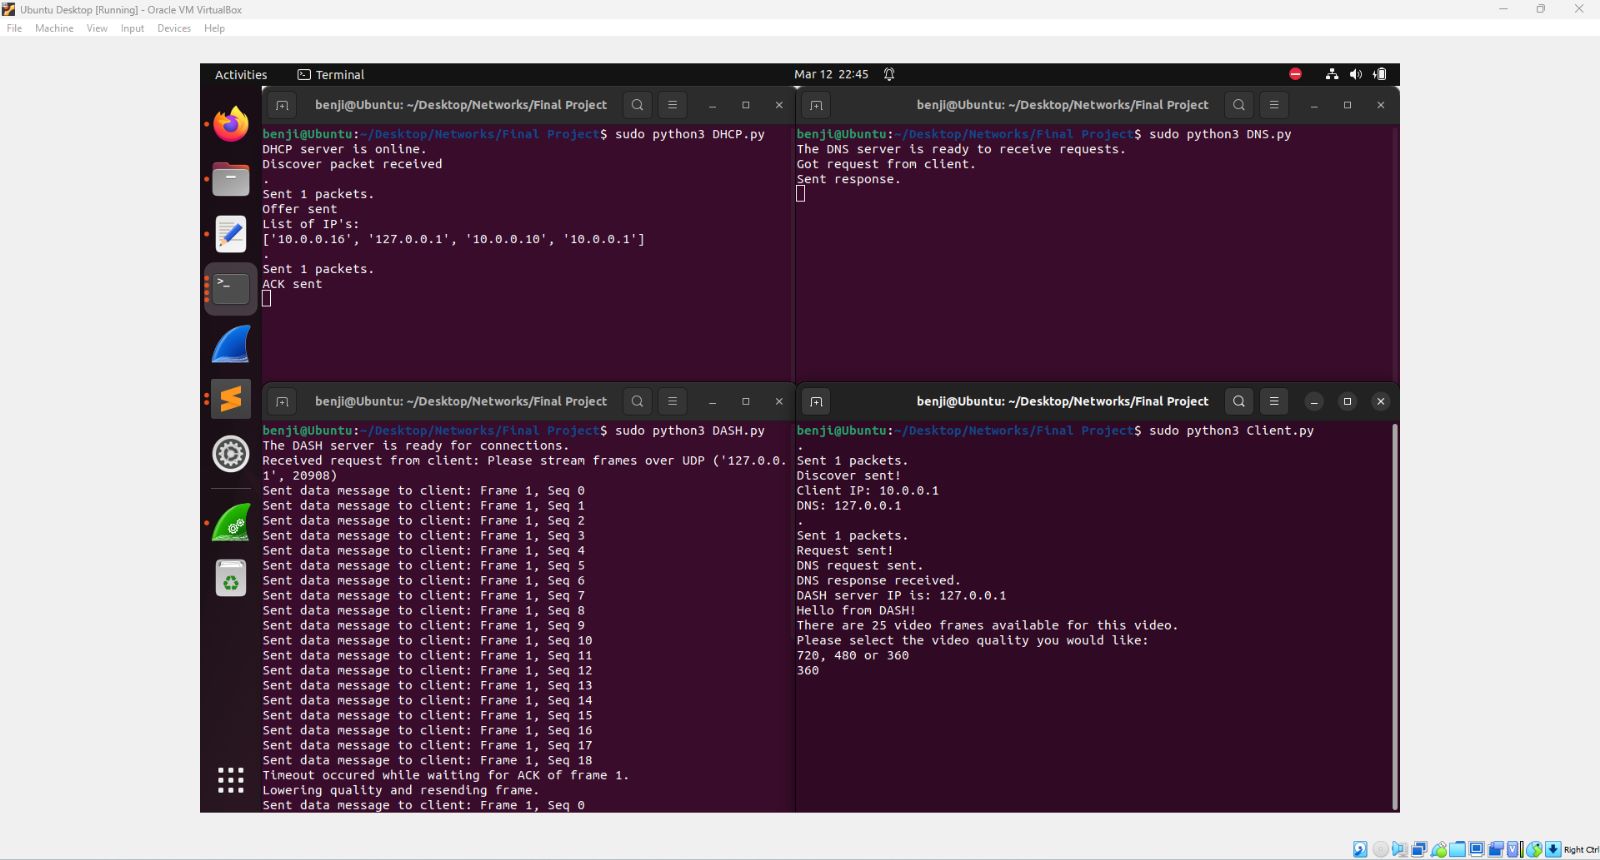 Ubuntu Desktop [Running] - Oracle VM VirtualBox
File Machine View Input Devices Help
Activities Terminal Mar 12 22:45
benji@Ubuntu: ~/Desktop/Networks/Final Project
benji@Ubuntu:~/Desktop/Networks/Final Project$ sudo python3 DHCP.py
DHCP server is online.
Discover packet received
.
Sent 1 packets.
Offer sent
List of IP's:
['10.0.0.16', '127.0.0.1', '10.0.0.10', '10.0.0.1']
.
Sent 1 packets.
ACK sent
benji@Ubuntu: ~/Desktop/Networks/Final Project
benji@Ubuntu:~/Desktop/Networks/Final Project$ sudo python3 DNS.py
The DNS server is ready to receive requests.
Got request from client.
Sent response.
benji@Ubuntu: ~/Desktop/Networks/Final Project
benji@Ubuntu:~/Desktop/Networks/Final Project$ sudo python3 DASH.py
The DASH server is ready for connections.
Received request from client: Please stream frames over UDP ('127.0.0.
1', 20908)
Sent data message to client: Frame 1, Seq 0
Sent data message to client: Frame 1, Seq 1
Sent data message to client: Frame 1, Seq 2
Sent data message to client: Frame 1, Seq 3
Sent data message to client: Frame 1, Seq 4
Sent data message to client: Frame 1, Seq 5
Sent data message to client: Frame 1, Seq 6
Sent data message to client: Frame 1, Seq 7
Sent data message to client: Frame 1, Seq 8
Sent data message to client: Frame 1, Seq 9
Sent data message to client: Frame 1, Seq 10
Sent data message to client: Frame 1, Seq 11
Sent data message to client: Frame 1, Seq 12
Sent data message to client: Frame 1, Seq 13
Sent data message to client: Frame 1, Seq 14
Sent data message to client: Frame 1, Seq 15
Sent data message to client: Frame 1, Seq 16
Sent data message to client: Frame 1, Seq 17
Sent data message to client: Frame 1, Seq 18
Timeout occured while waiting for ACK of frame 1.
Lowering quality and resending frame.
Sent data message to client: Frame 1, Seq 0
benji@Ubuntu: ~/Desktop/Networks/Final Project
benji@Ubuntu:~/Desktop/Networks/Final Project$ sudo python3 Client.py
.
Sent 1 packets.
Discover sent!
Client IP: 10.0.0.1
DNS: 127.0.0.1
.
Sent 1 packets.
Request sent!
DNS request sent.
DNS response received.
DASH server IP is: 127.0.0.1
Hello from DASH!
There are 25 video frames available for this video.
Please select the video quality you would like:
720, 480 or 360
360
Right Ctrl